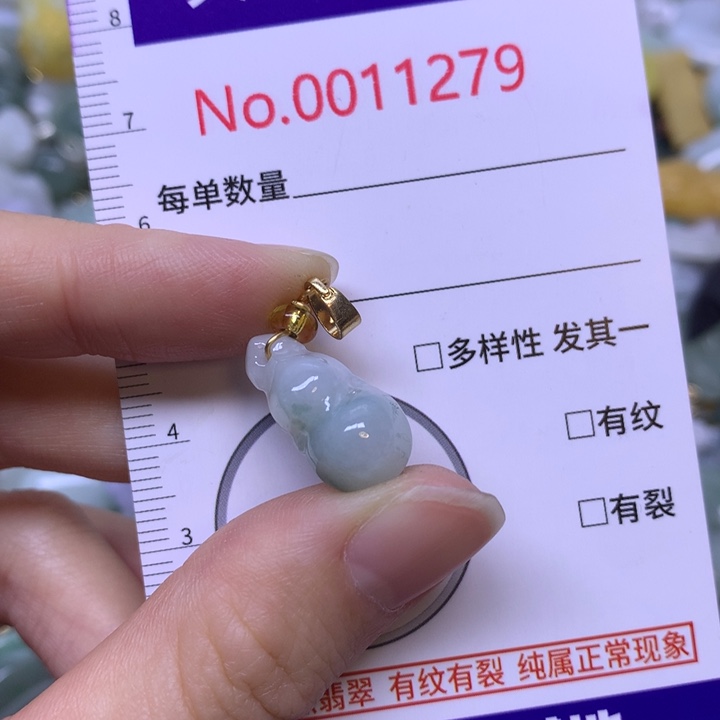 8
No.0011279
7
每单数量
6
□多样性 发其一
□有纹
4
□有裂
3
翡翠 有纹有裂 纯属正常现象